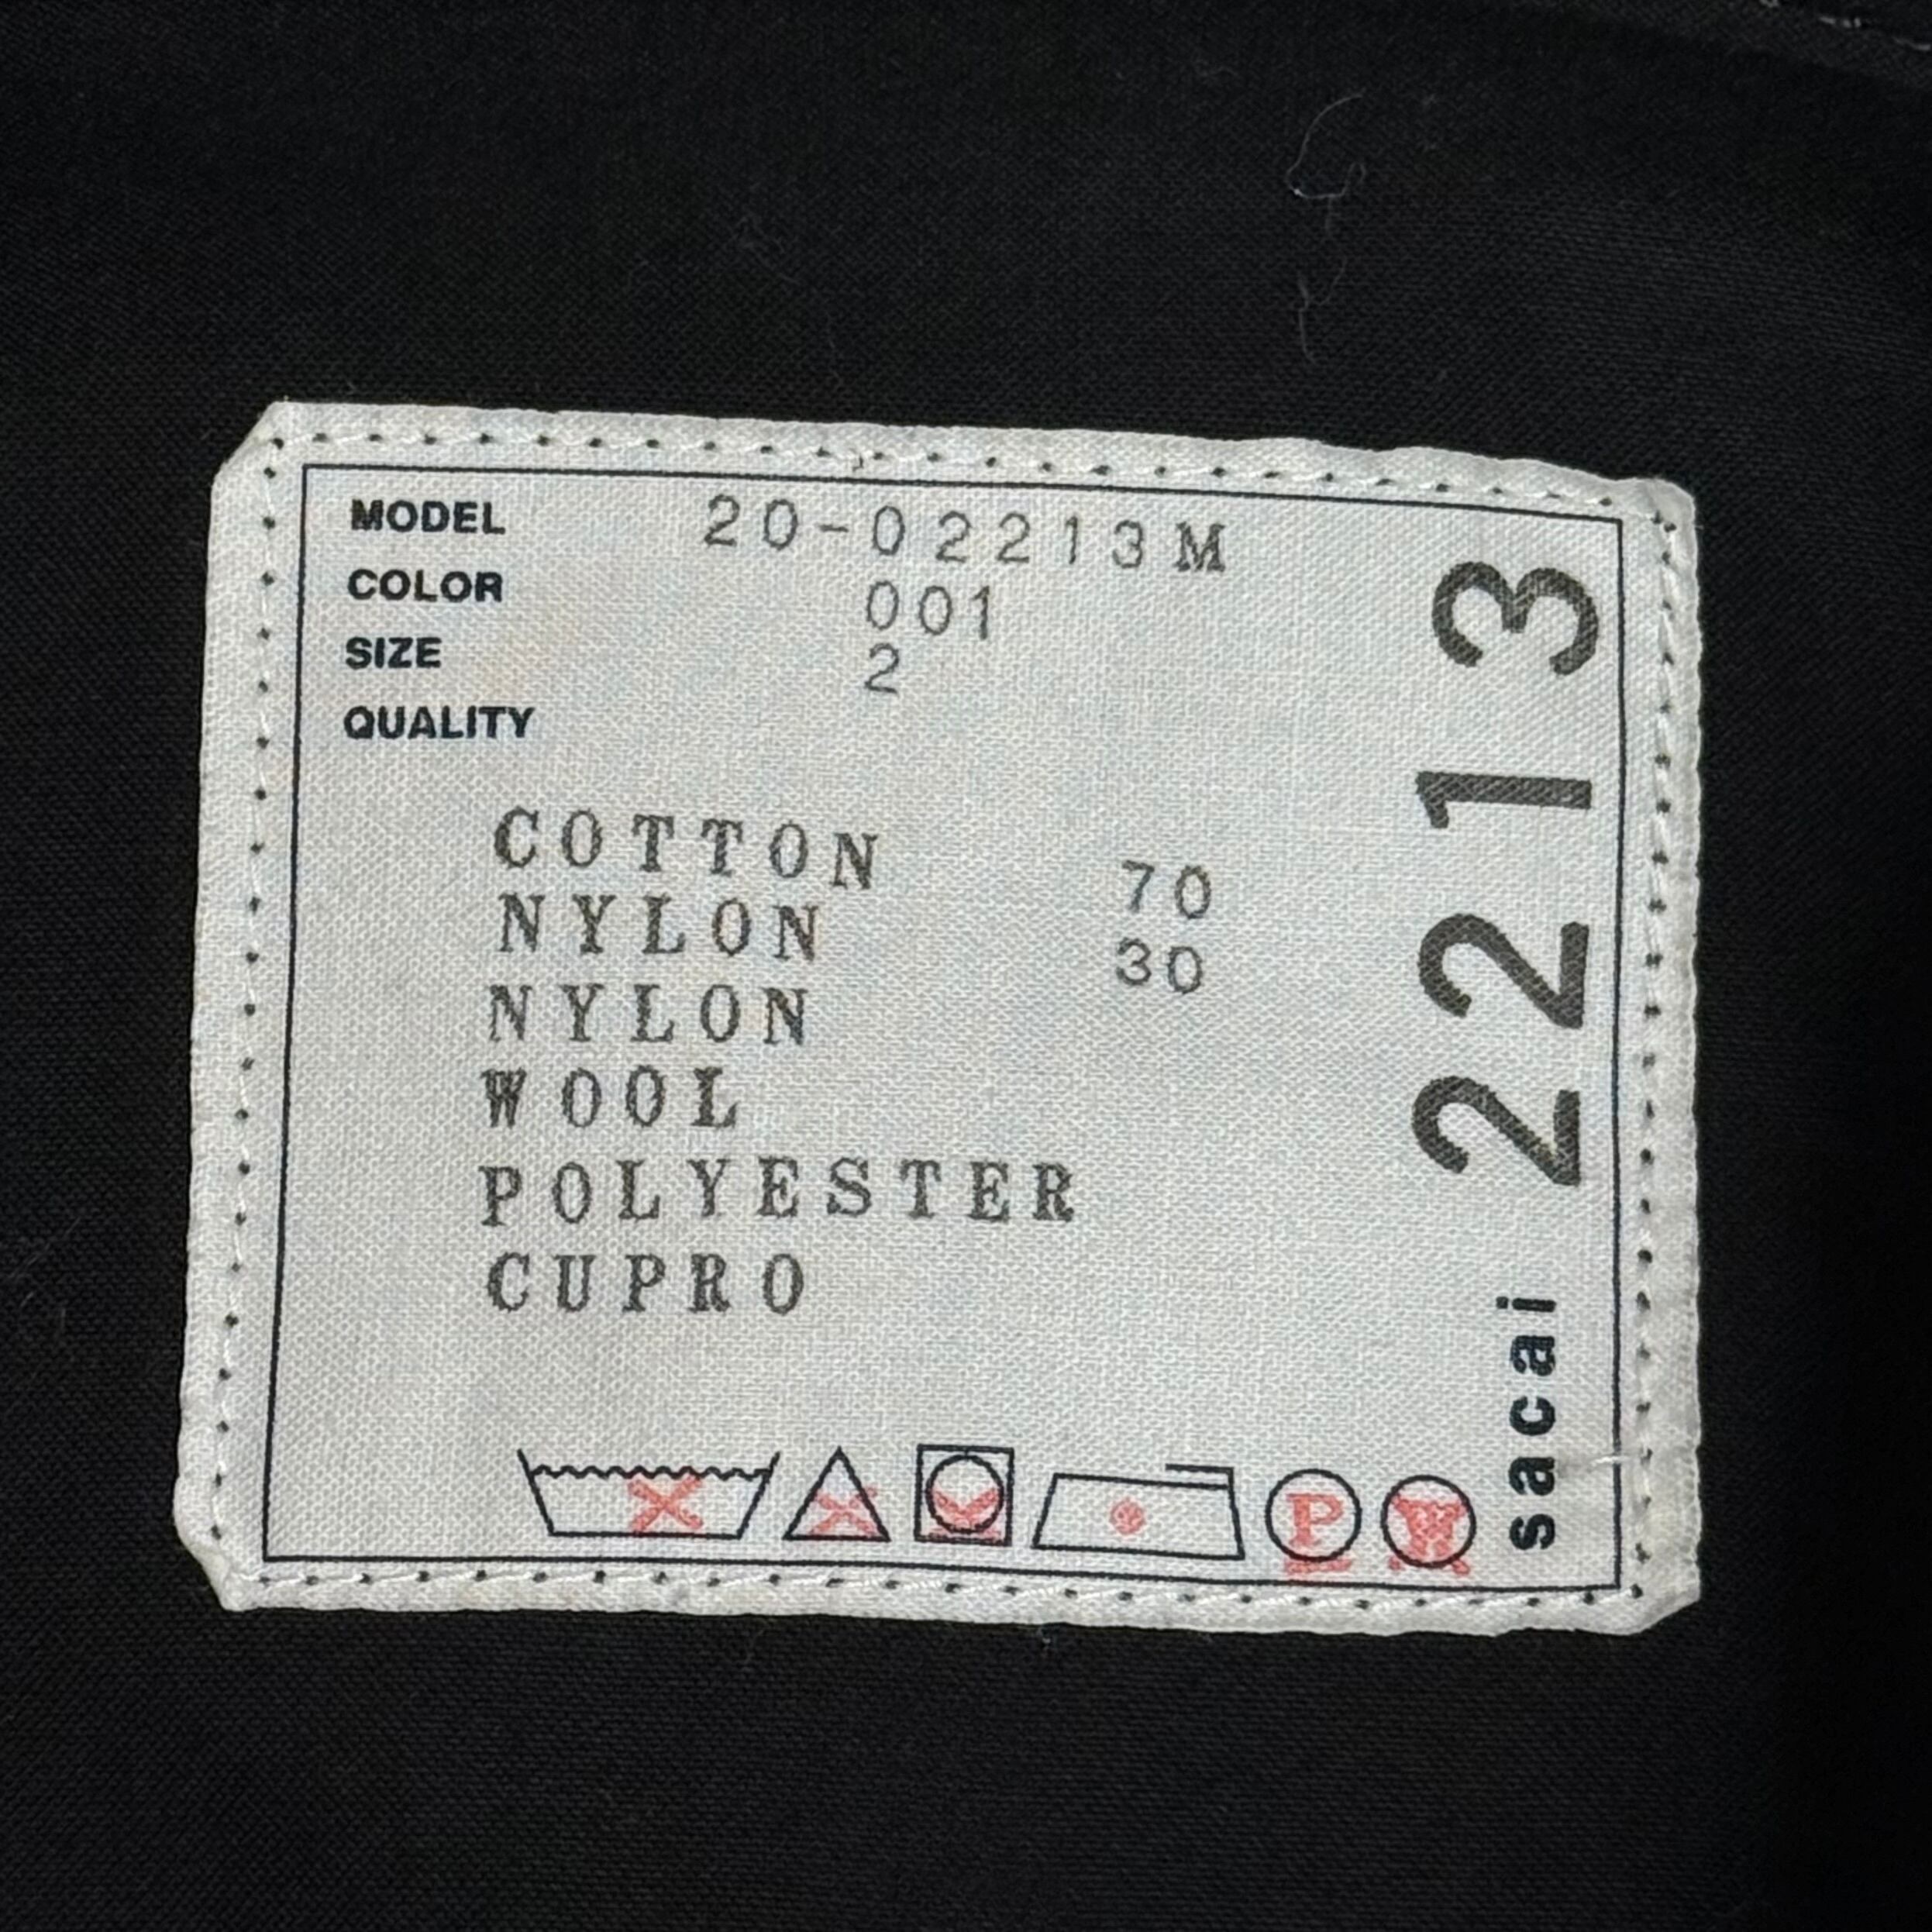 MODEL 20-02213M
COLOR 001
SIZE 2
QUALITY
COTTON 70
NYLON 30
NYLON
WOOL
POLYESTER
CUPRO
P W
sacai 2213